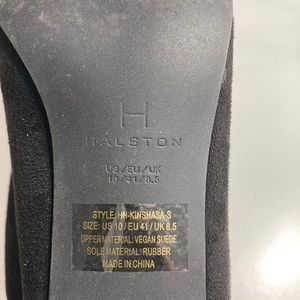 H
HALSTON
US/EU/UK
10/41/8.5
STYLE: HH-KINSHASA-S
SIZE: US 10 / EU 41 / UK 8.5
UPPER MATERIAL: VEGAN SUEDE
SOLE MATERIAL: RUBBER
MADE IN CHINA